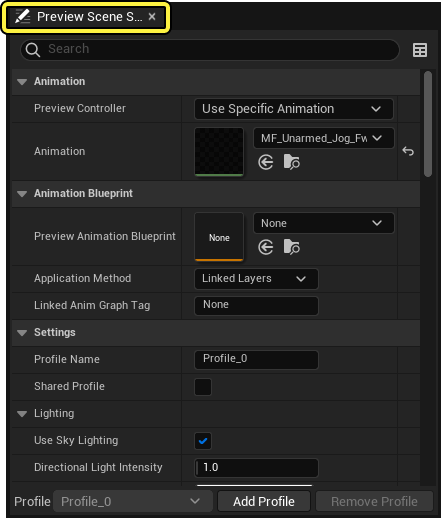 Preview Scene S...
Search
Animation
Preview Controller Use Specific Animation
Animation MF_Unarmed_Jog_Fw
Animation Blueprint
Preview Animation Blueprint None None
Application Method Linked Layers
Linked Anim Graph Tag None
Settings
Profile Name Profile_0
Shared Profile
Lighting
Use Sky Lighting
Directional Light Intensity 1.0
Profile Profile_0 Add Profile Remove Profile